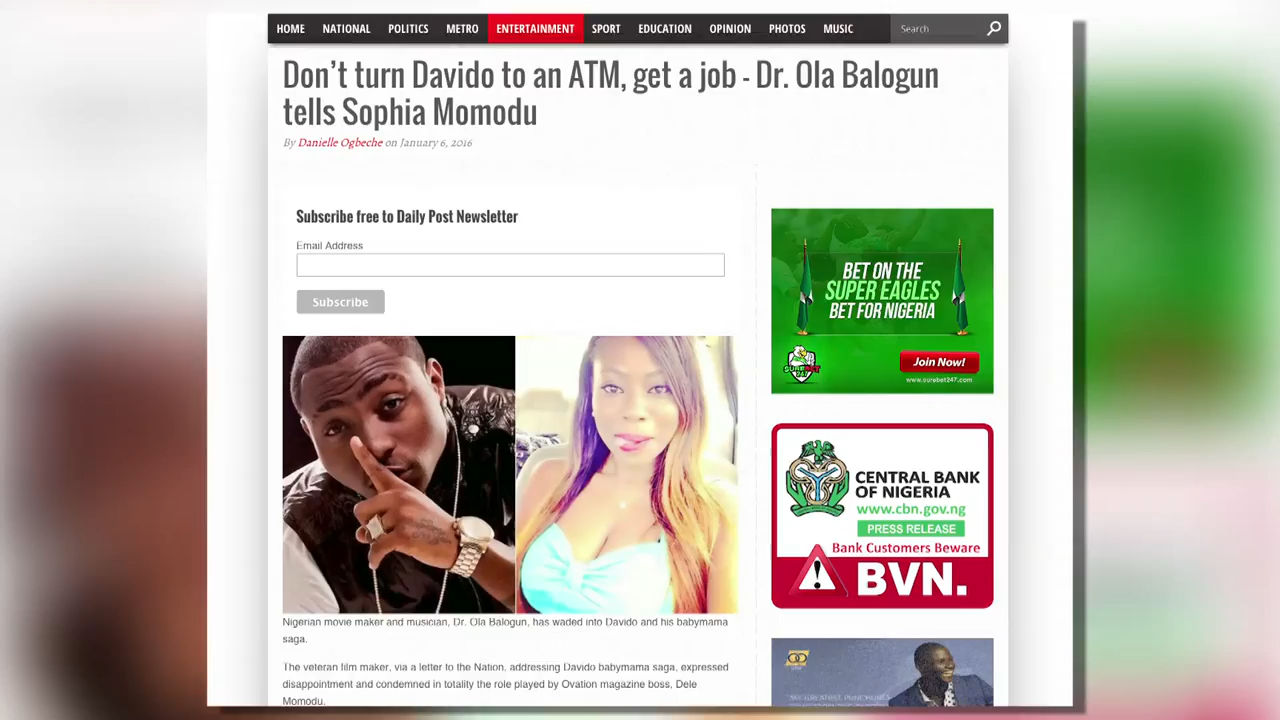 HOME NATIONAL POLITICS METRO ENTERTAINMENT SPORT EDUCATION OPINION PHOTOS MUSIC Search
Don't turn Davido to an ATM, get a job - Dr. Ola Balogun
tells Sophia Momodu
By Danielle Ogbeche on January 6, 2016
Subscribe free to Daily Post Newsletter
Email Address
Subscribe
Nigerian movie maker and musician, Dr. Ola Balogun, has waded into Davido and his babymama
saga.
The veteran film maker, via a letter to the Nation, addressing Davido babymama saga, expressed
disappointment and condemned in totality the role played by Ovation magazine boss, Dele
Momodu.
BET ON THE
SUPER EAGLES
BET FOR NIGERIA
SUREBET
247
Join Now!
www.surebet247.com
CENTRAL BANK
OF NIGERIA
www.cbn.gov.ng
PRESS RELEASE
Bank Customers Beware
BVN.